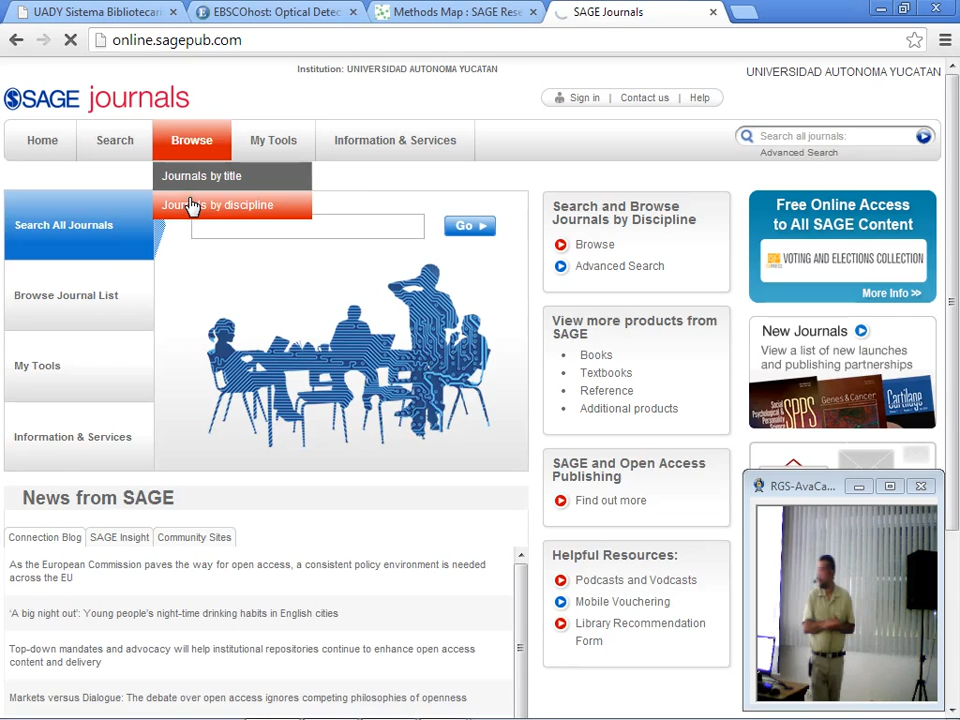 UADY Sistema Bibliotecari
EBSCOhost: Optical Detec
Methods Map : SAGE Rese
SAGE Journals
online.sagepub.com
Institution: UNIVERSIDAD AUTONOMA YUCATAN
UNIVERSIDAD AUTONOMA YUCATAN
SAGE journals
Sign in | Contact us | Help
Home
Search
Browse
My Tools
Information & Services
Search all journals:
Advanced Search
Journals by title
Journals by discipline
Search All Journals
Go
Browse Journal List
My Tools
Information & Services
Search and Browse
Journals by Discipline
Browse
Advanced Search
View more products from
SAGE
• Books
• Textbooks
• Reference
• Additional products
SAGE and Open Access
Publishing
Find out more
Helpful Resources:
Podcasts and Vodcasts
Mobile Vouchering
Library Recommendation
Form
Free Online Access
to All SAGE Content
VOTING AND ELECTIONS COLLECTION
More Info >>
New Journals
View a list of new launches
and publishing partnerships
Social
Psychological
Personality
SPPS
Genes&Cancer
Cartilage
News from SAGE
Connection Blog
SAGE Insight
Community Sites
As the European Commission paves the way for open access, a consistent policy environment is needed
across the EU
'A big night out': Young people's night-time drinking habits in English cities
Top-down mandates and advocacy will help institutional repositories continue to enhance open access
content and delivery
Markets versus Dialogue: The debate over open access ignores competing philosophies of openness
RGS-AvaCa...